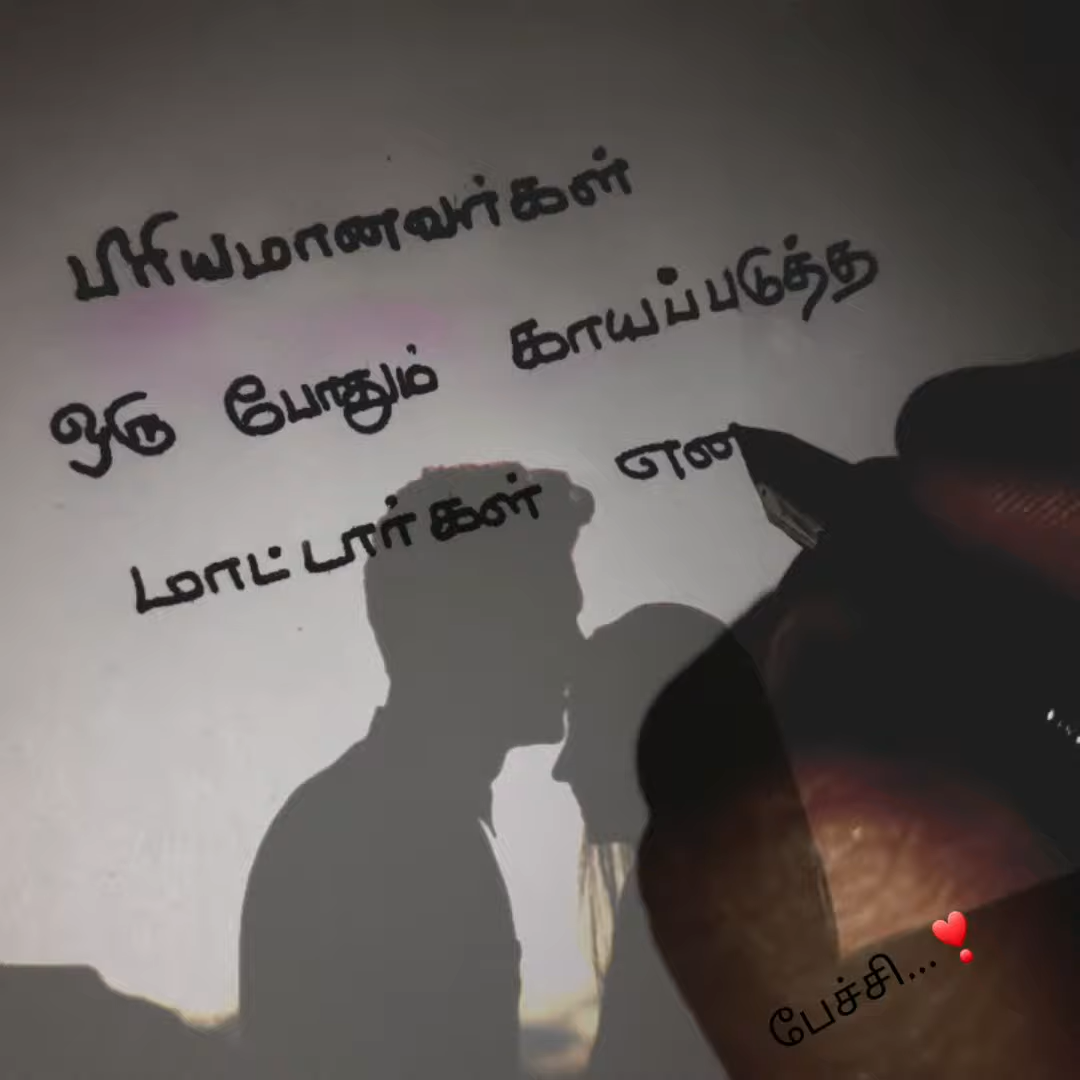 பிரியமானவர்கள்
ஒரு போதும் காயப்படுத்த
மாட்டார்கள் என
பேச்சி...❣️